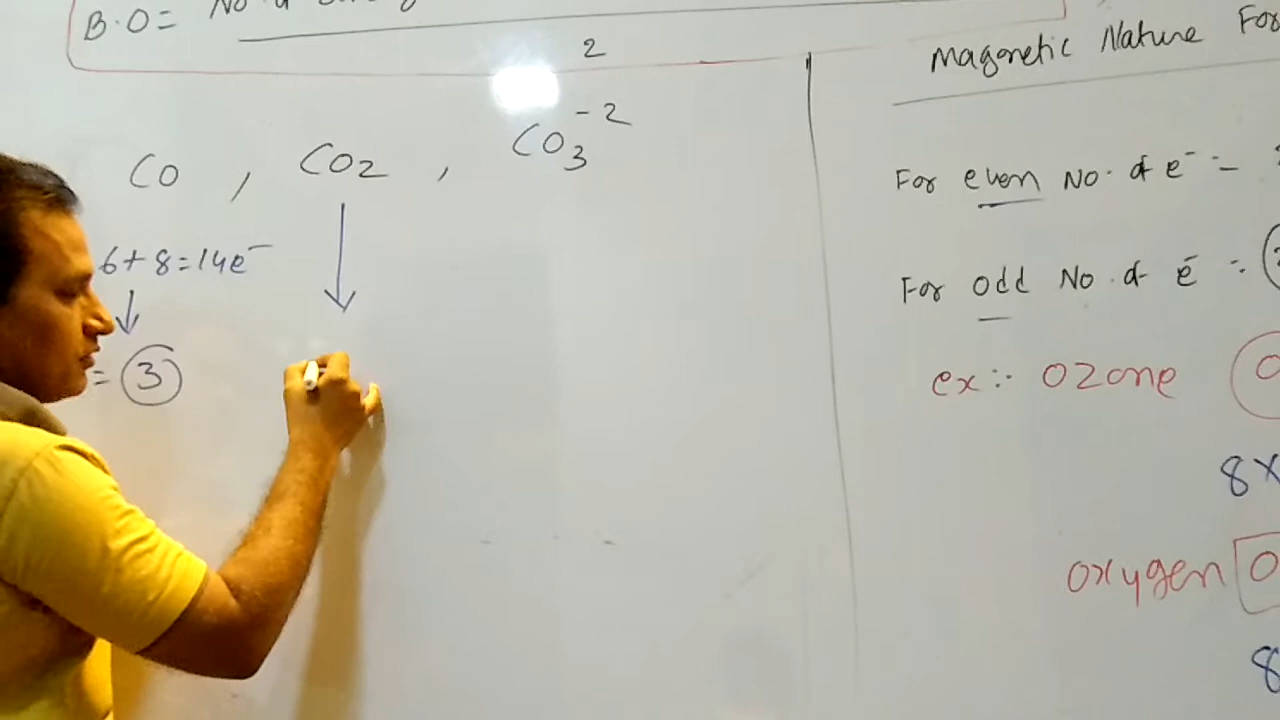 B.O =
2
CO , CO2 , CO3-2
6+8=14e-
= 3
Magnetic Nature For
For even No. of e- :-
For odd No. of e- :-
ex :- Ozone
8x
Oxygen
8